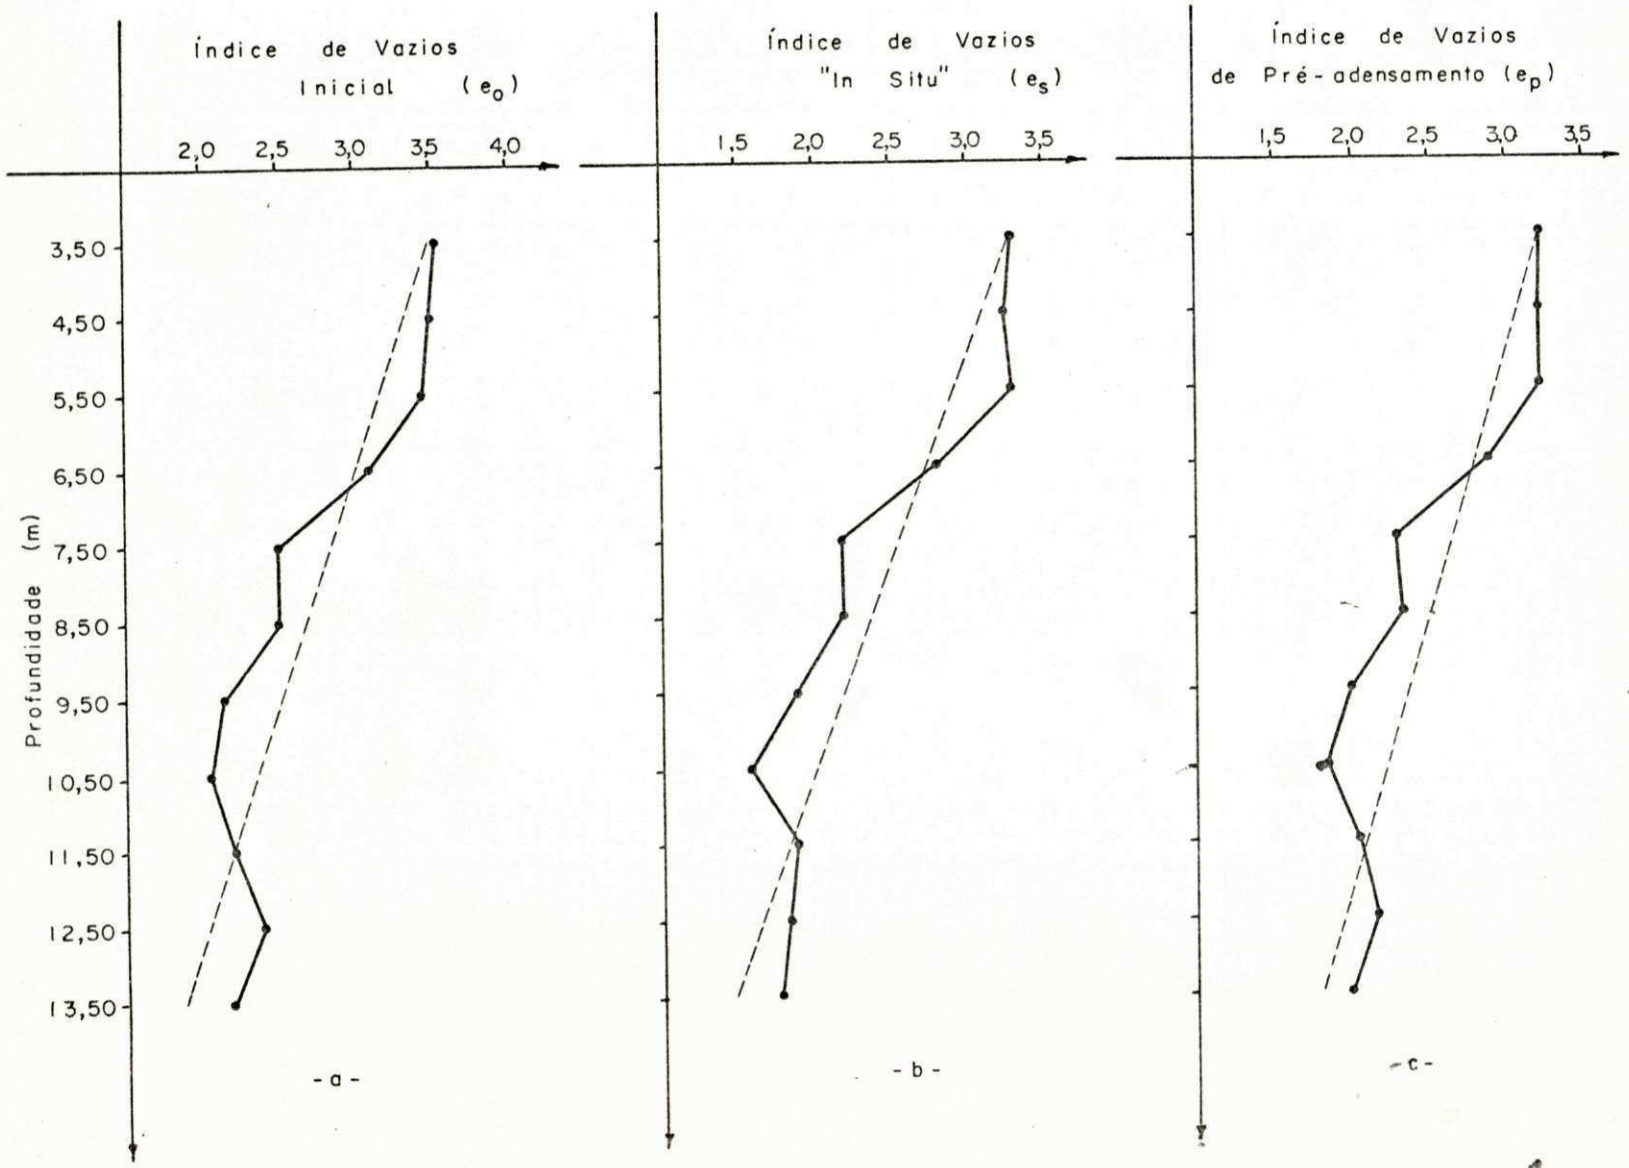 Índice de Vazios
Inicial (e₀)
2,0 2,5 3,0 3,5 4,0
Índice de Vazios
"In Situ" (eₛ)
1,5 2,0 2,5 3,0 3,5
Índice de Vazios
de Pré-adensamento (eₚ)
1,5 2,0 2,5 3,0 3,5
Profundidade (m)
3,50
4,50
5,50
6,50
7,50
8,50
9,50
10,50
11,50
12,50
13,50
-a-
-b-
-c-